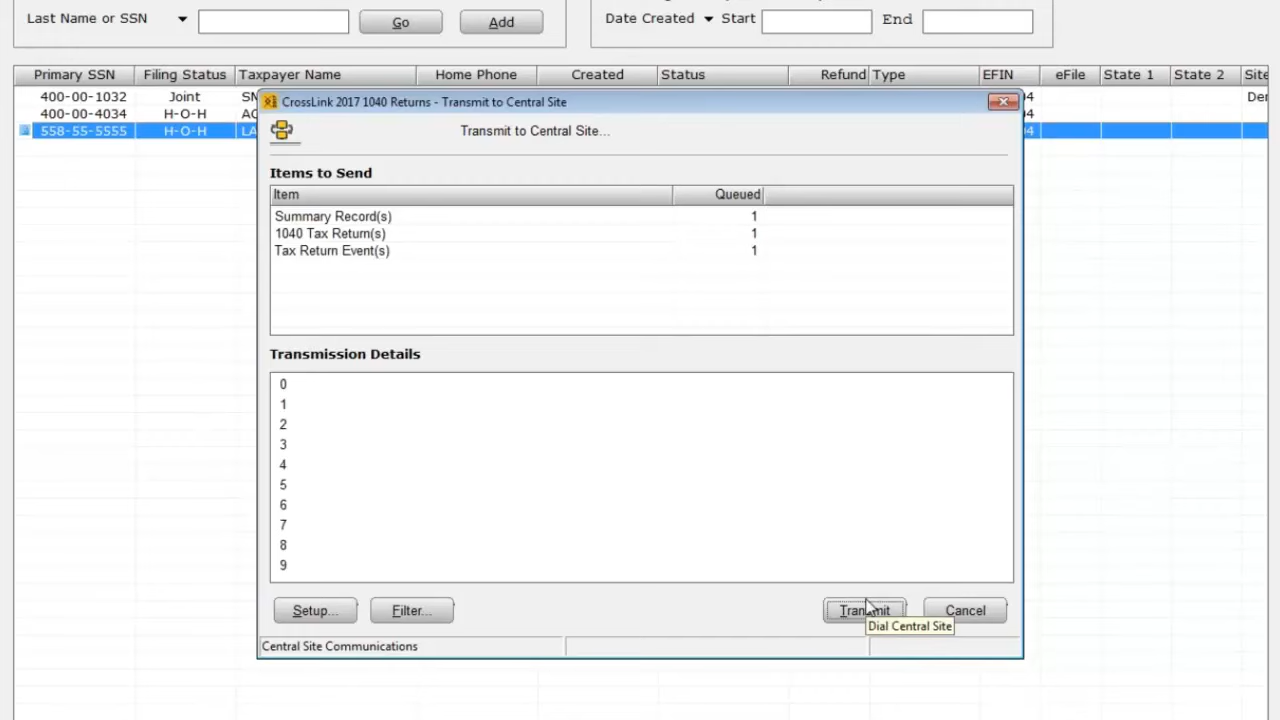 Last Name or SSN Go Add Date Created Start End
Primary SSN Filing Status Taxpayer Name Home Phone Created Status Refund Type EFIN eFile State 1 State 2 Site
400-00-1032 Joint
400-00-4034 H-O-H
558-55-5555 H-O-H
CrossLink 2017 1040 Returns - Transmit to Central Site
Transmit to Central Site...
Items to Send
Item Queued
Summary Record(s) 1
1040 Tax Return(s) 1
Tax Return Event(s) 1
Transmission Details
0
1
2
3
4
5
6
7
8
9
Setup... Filter... Transmit Cancel
Dial Central Site
Central Site Communications